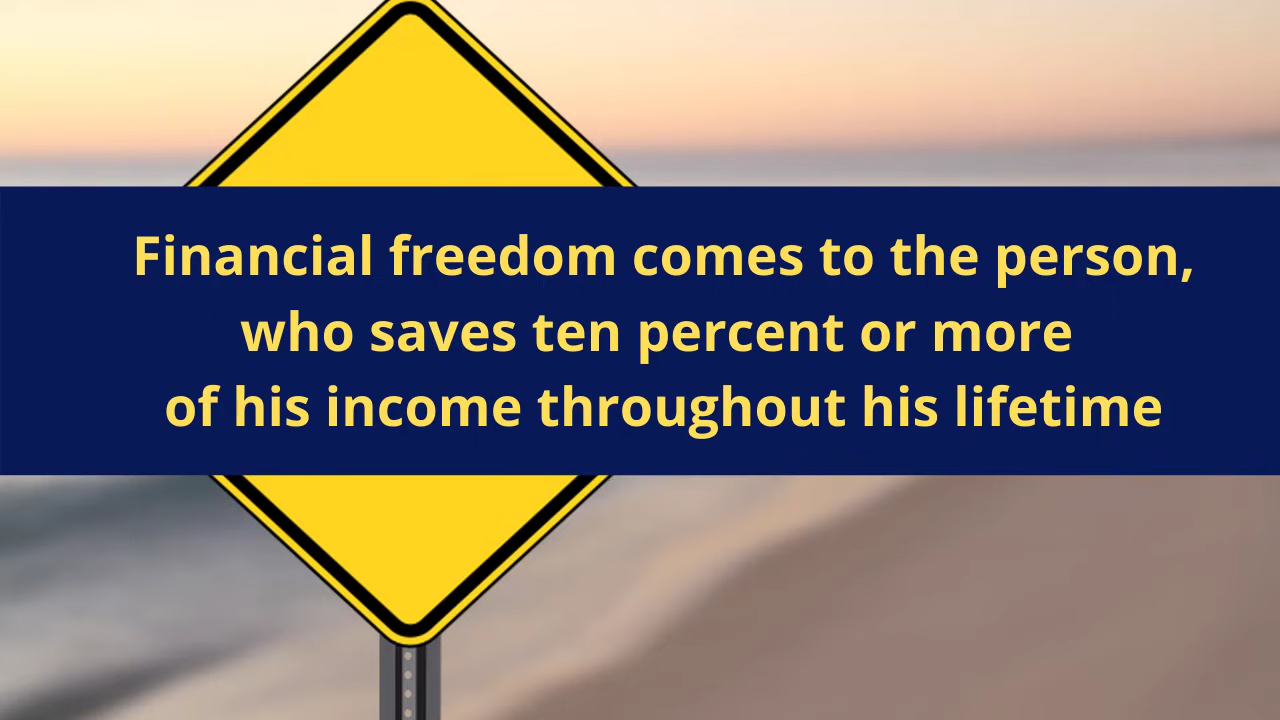 Financial freedom comes to the person,
who saves ten percent or more
of his income throughout his lifetime